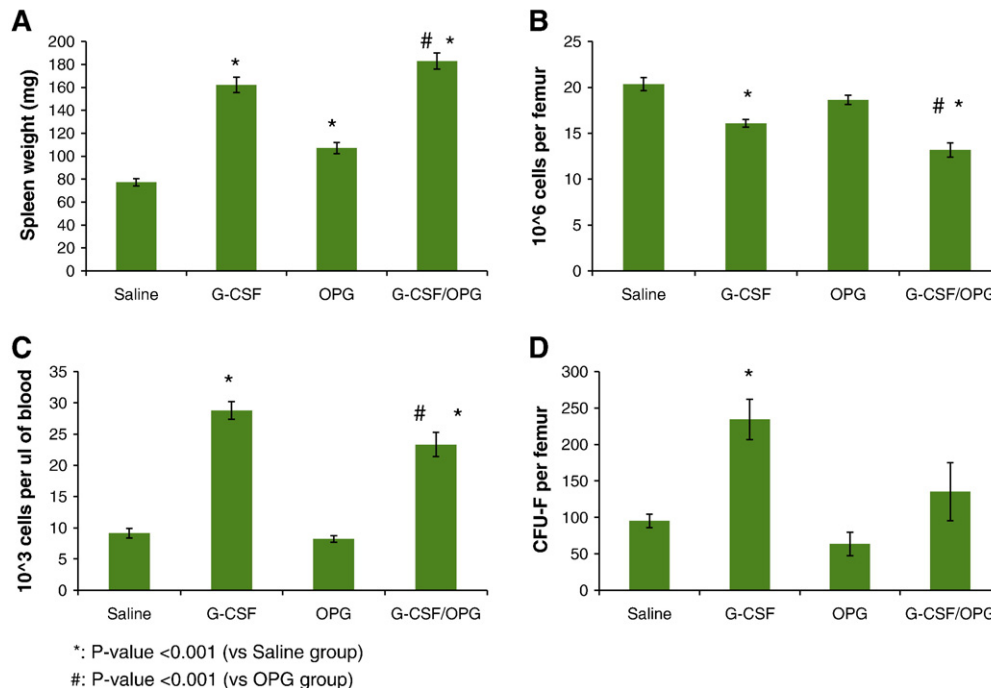 A
Spleen weight (mg)
200
180
160
140
120
100
80
60
40
20
0
*
*
# *
Saline G-CSF OPG G-CSF/OPG
B
10^6 cells per femur
25
20
15
10
5
0
*
# *
Saline G-CSF OPG G-CSF/OPG
C
10^3 cells per ul of blood
35
30
25
20
15
10
5
0
*
# *
Saline G-CSF OPG G-CSF/OPG
D
CFU-F per femur
300
250
200
150
100
50
0
*
Saline G-CSF OPG G-CSF/OPG
*: P-value <0.001 (vs Saline group)
#: P-value <0.001 (vs OPG group)